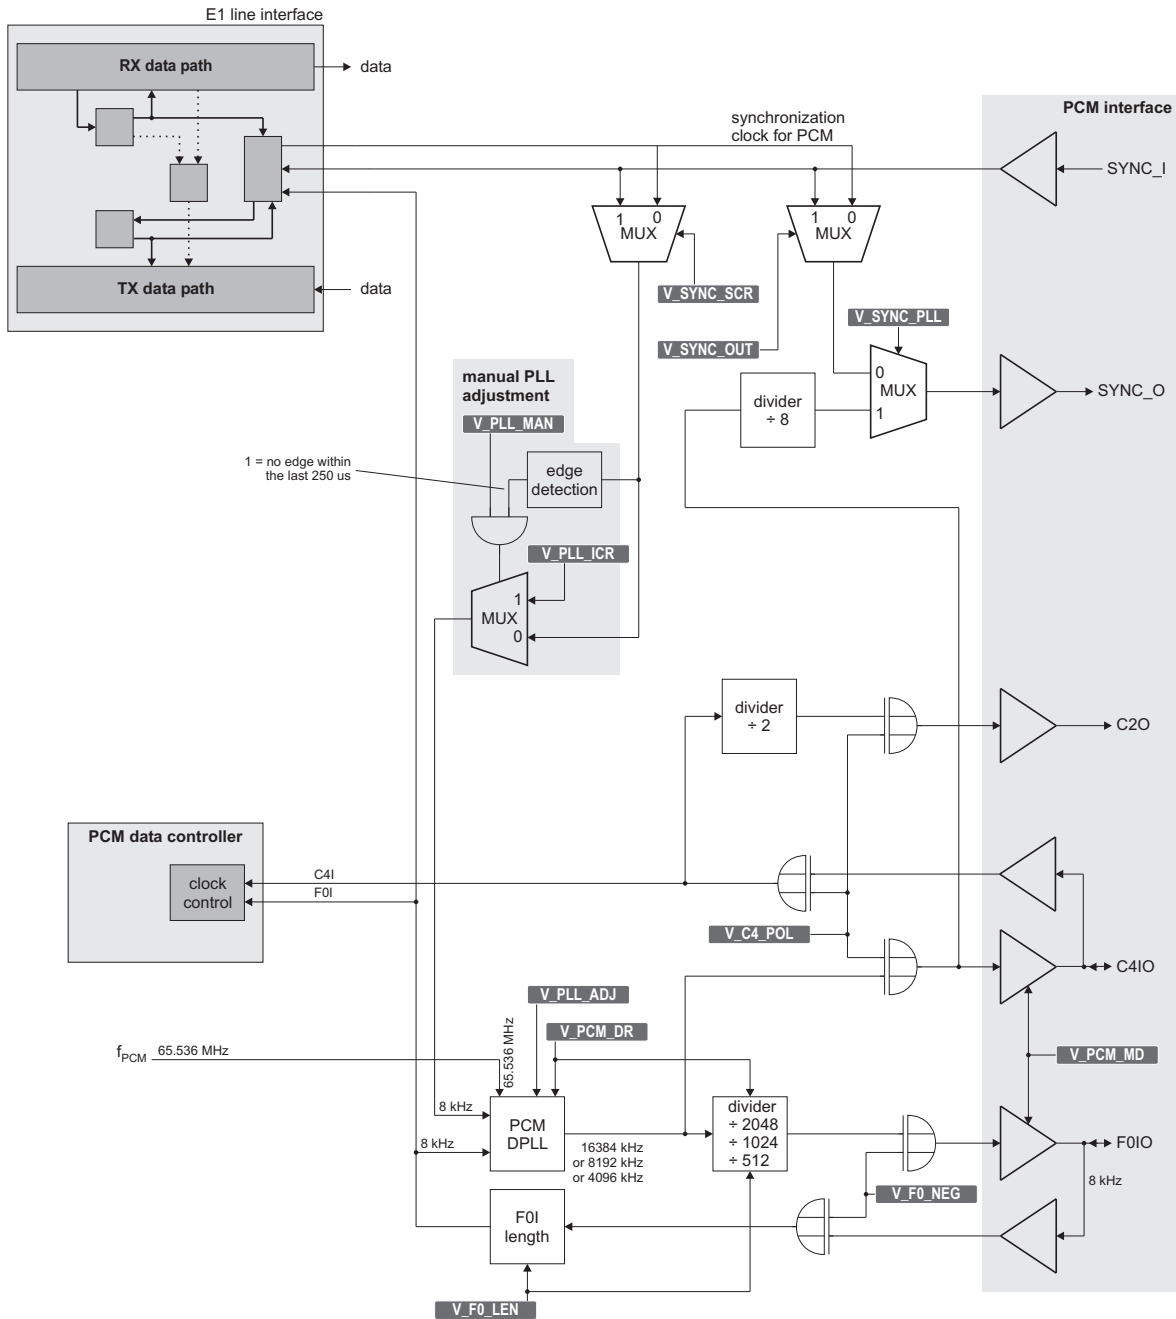 E1 line interface
RX data path
data
PCM interface
synchronization
clock for PCM
SYNC_I
1 0
MUX
1 0
MUX
TX data path
data
V_SYNC_SCR
V_SYNC_PLL
V_SYNC_OUT
manual PLL
adjustment
V_PLL_MAN
0
MUX
1
divider
÷ 8
SYNC_O
1 = no edge within
the last 250 us
edge
detection
V_PLL_ICR
1
MUX
0
divider
÷ 2
C2O
PCM data controller
clock
control
C4I
F0I
V_C4_POL
C4IO
V_PLL_ADJ
V_PCM_DR
fPCM 65.536 MHz
65.536 MHz
V_PCM_MD
8 kHz
8 kHz
PCM
DPLL
16384 kHz
or 8192 kHz
or 4096 kHz
divider
÷ 2048
÷ 1024
÷ 512
F0IO
8 kHz
V_F0_NEG
F0I
length
V_F0_LEN